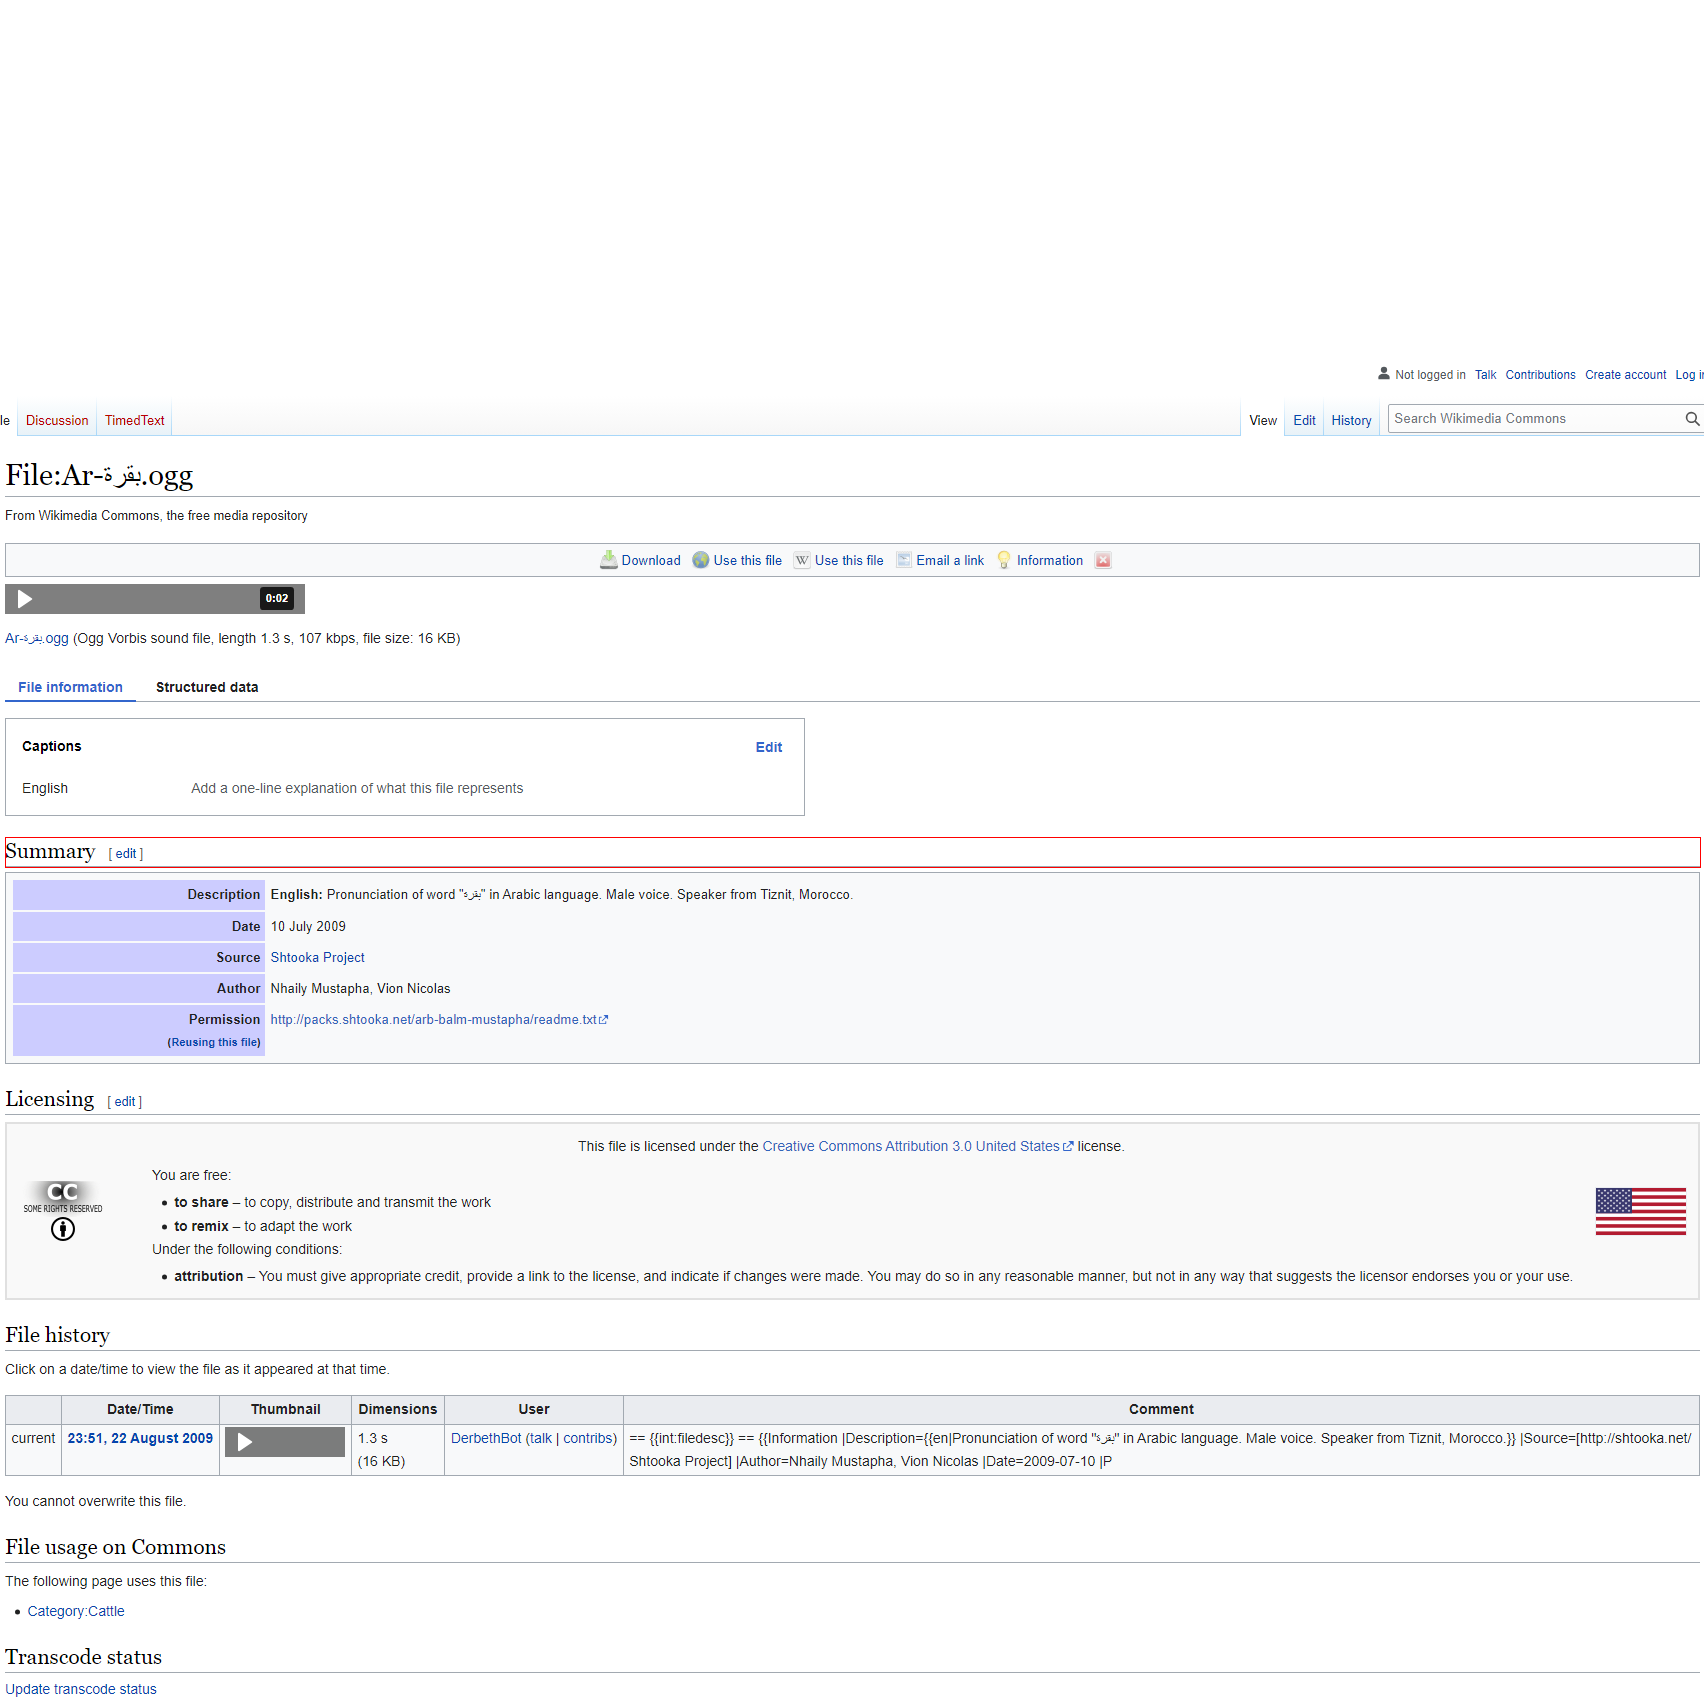 Not logged in Talk Contributions Create account Log in
le Discussion TimedText View Edit History Search Wikimedia Commons
File:Ar-بقرة.ogg
From Wikimedia Commons, the free media repository
Download Use this file W Use this file Email a link Information
0:02
Ar-بقرة.ogg (Ogg Vorbis sound file, length 1.3 s, 107 kbps, file size: 16 KB)
File information Structured data
Captions Edit
English Add a one-line explanation of what this file represents
Summary [ edit ]
Description English: Pronunciation of word "بقرة" in Arabic language. Male voice. Speaker from Tiznit, Morocco.
Date 10 July 2009
Source Shtooka Project
Author Nhaily Mustapha, Vion Nicolas
Permission http://packs.shtooka.net/arb-balm-mustapha/readme.txt
(Reusing this file)
Licensing [ edit ]
This file is licensed under the Creative Commons Attribution 3.0 United States license.
CC
SOME RIGHTS RESERVED
You are free:
• to share – to copy, distribute and transmit the work
• to remix – to adapt the work
Under the following conditions:
• attribution – You must give appropriate credit, provide a link to the license, and indicate if changes were made. You may do so in any reasonable manner, but not in any way that suggests the licensor endorses you or your use.
File history
Click on a date/time to view the file as it appeared at that time.
Date/Time Thumbnail Dimensions User Comment
current 23:51, 22 August 2009 1.3 s DerbethBot (talk | contribs) == {{int:filedesc}} == {{Information |Description={{en|Pronunciation of word "بقرة" in Arabic language. Male voice. Speaker from Tiznit, Morocco.}} |Source=[http://shtooka.net/
(16 KB) Shtooka Project] |Author=Nhaily Mustapha, Vion Nicolas |Date=2009-07-10 |P
You cannot overwrite this file.
File usage on Commons
The following page uses this file:
• Category:Cattle
Transcode status
Update transcode status